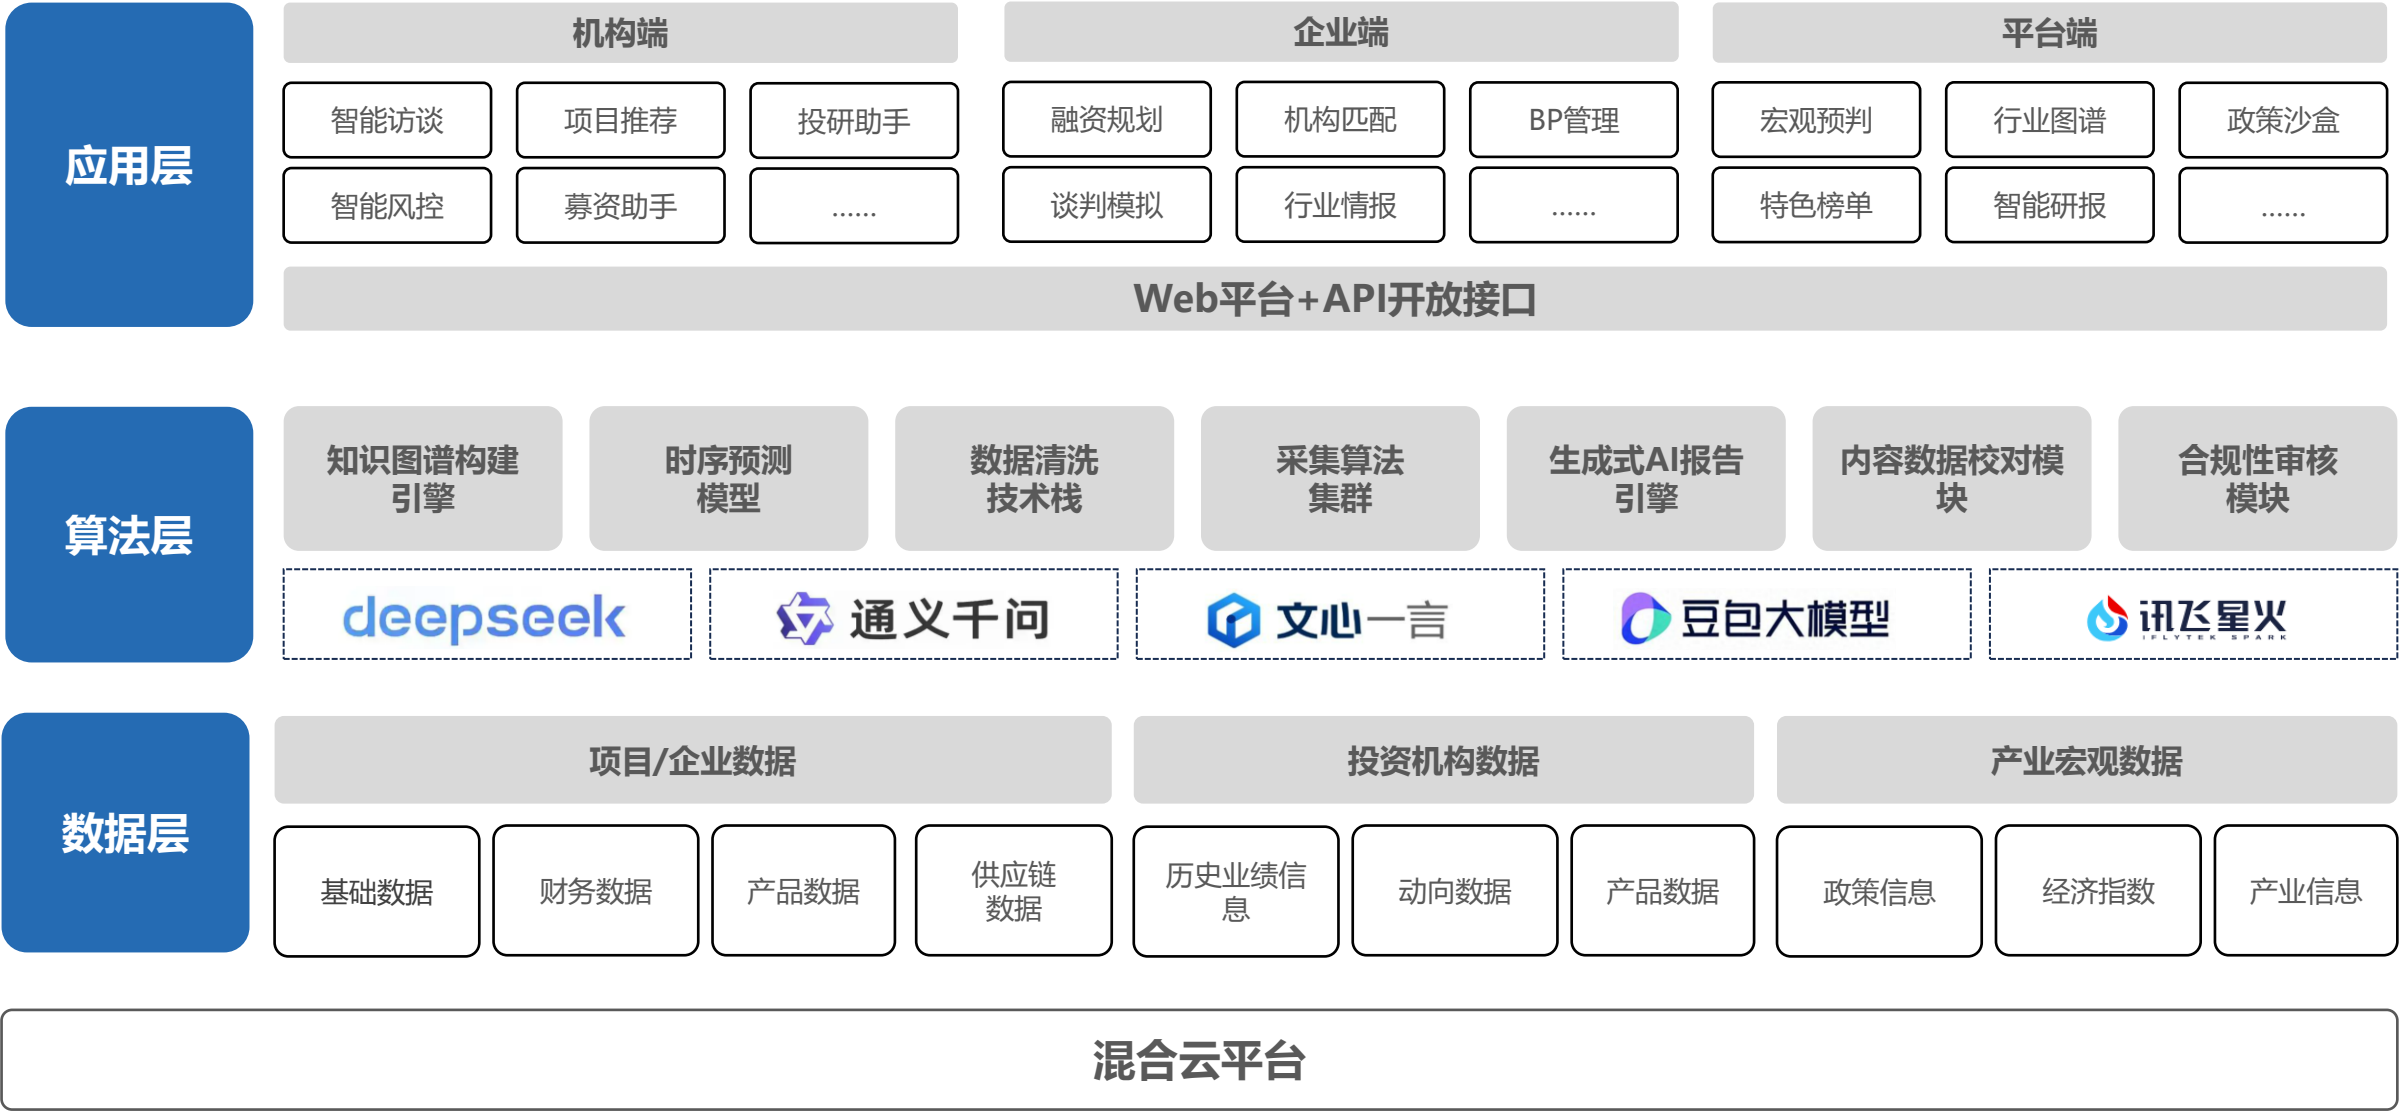 应用层
机构端
企业端
平台端
智能访谈
项目推荐
投研助手
融资规划
机构匹配
BP管理
宏观预判
行业图谱
政策沙盒
智能风控
募资助手
......
谈判模拟
行业情报
......
特色榜单
智能研报
......
Web平台+API开放接口
算法层
知识图谱构建
引擎
时序预测
模型
数据清洗
技术栈
采集算法
集群
生成式AI报告
引擎
内容数据校对模
块
合规性审核
模块
deepseek
通义千问
文心一言
豆包大模型
讯飞星火
IFLYTEK SPARK
数据层
项目/企业数据
投资机构数据
产业宏观数据
基础数据
财务数据
产品数据
供应链
数据
历史业绩信
息
动向数据
产品数据
政策信息
经济指数
产业信息
混合云平台